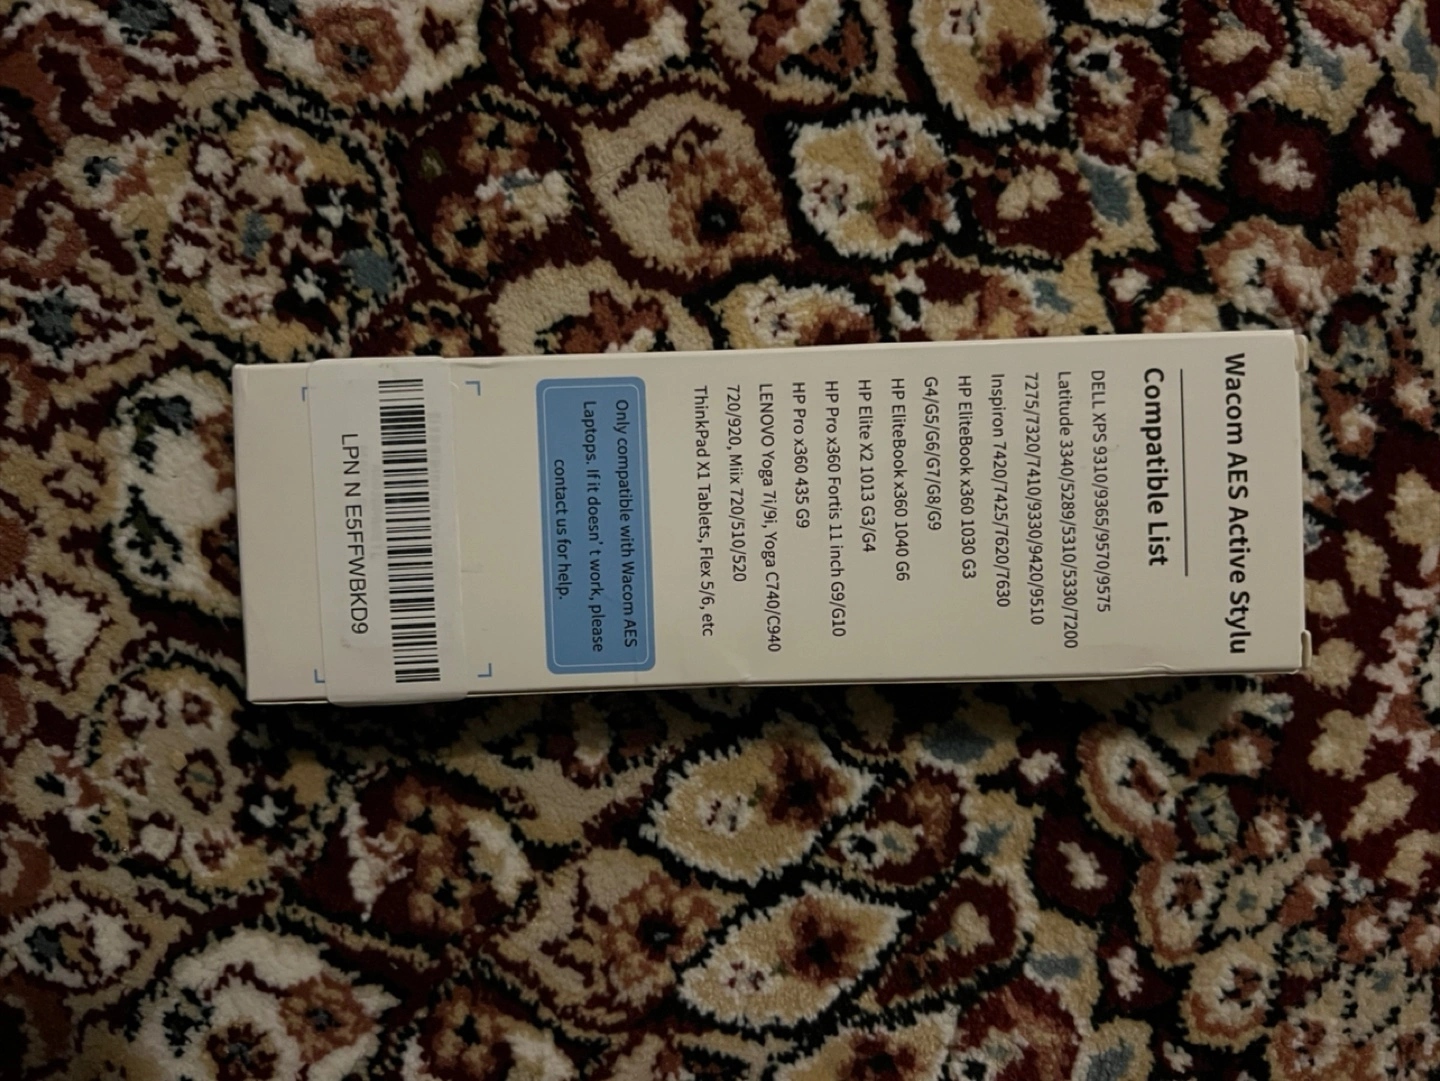 Wacom AES Active Stylu
Compatible List
DELL XPS 9310/9365/9570/9575
Latitude 3340/5289/5310/5330/7200
7275/7320/7410/9330/9420/9510
Inspiron 7420/7425/7620/7630
HP EliteBook x360 1030 G3
G4/G5/G6/G7/G8/G9
HP EliteBook x360 1040 G6
HP Elite X2 1013 G3/G4
HP Pro x360 Fortis 11 inch G9/G10
HP Pro x360 435 G9
LENOVO Yoga 7i/9i, Yoga C740/C940
720/920, Miix 720/510/520
ThinkPad X1 Tablets, Flex 5/6, etc
Only compatible with Wacom AES
Laptops. If it doesn't work, please
contact us for help.
LPN N E5FFWBKD9